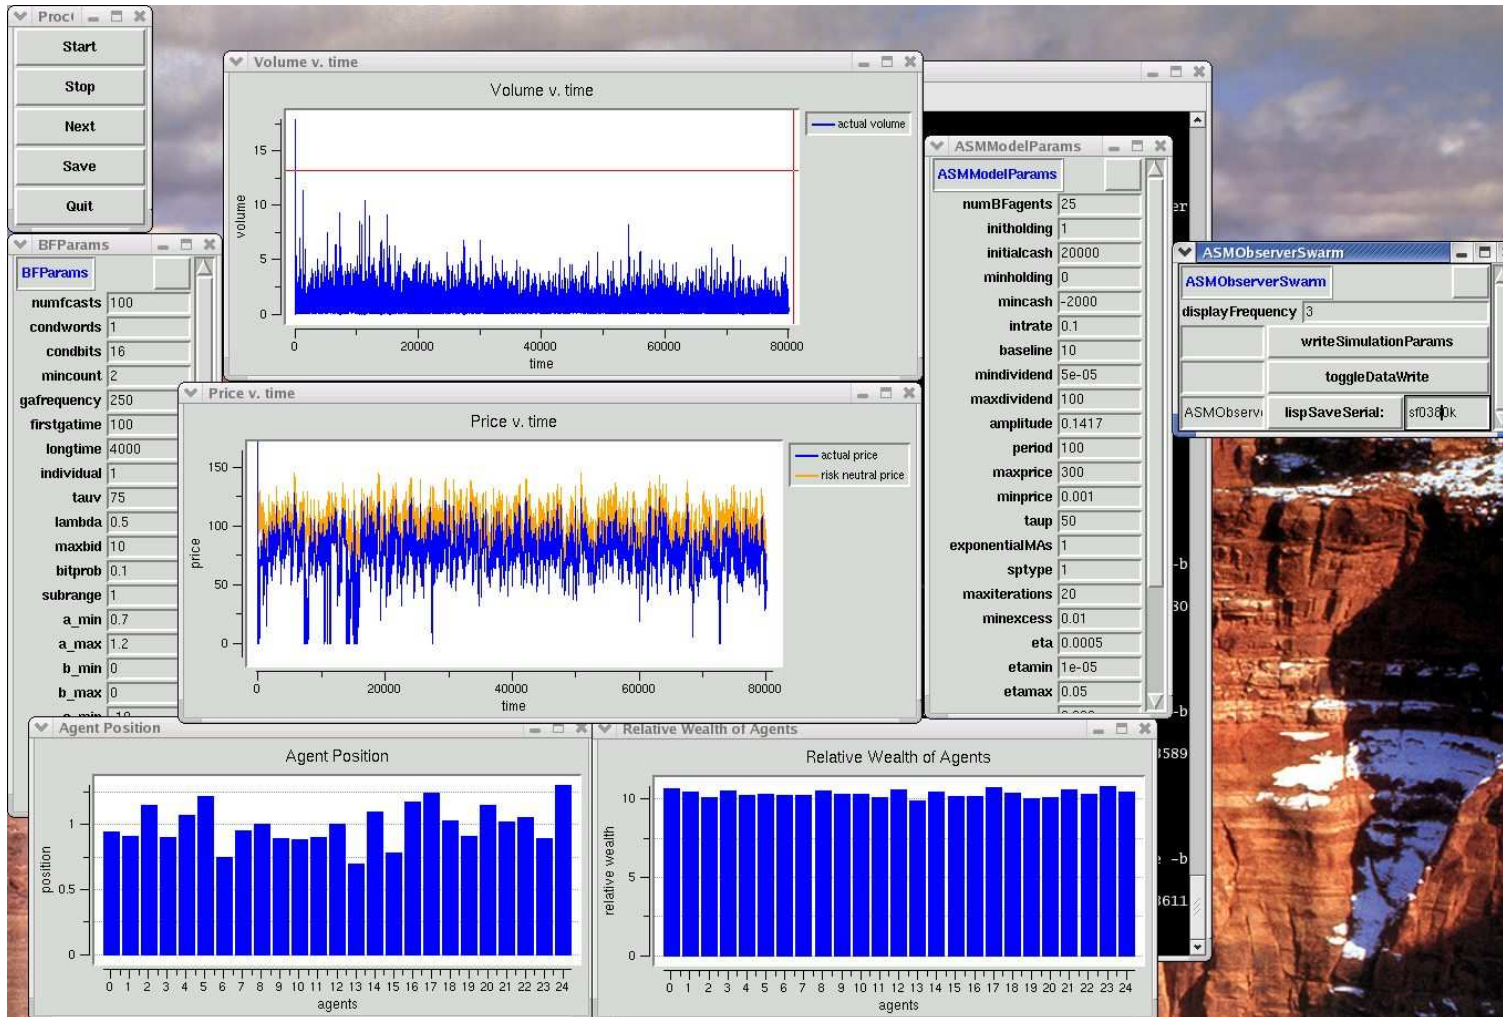 Proc
Start
Stop
Next
Save
Quit
Volume v. time
Volume v. time
actual volume
volume
15
10
5
0
0 20000 40000 60000 80000
time
BFParams
BFParams
numfcasts 100
condwords 1
condbits 16
mincount 2
gafrequency 250
firstgatime 100
longtime 4000
individual 1
tauv 75
lambda 0.5
maxbid 10
bitprob 0.1
subrange 1
a_min 0.7
a_max 1.2
b_min 0
b_max 0
Price v. time
Price v. time
actual price
risk neutral price
price
150
100
50
0
0 20000 40000 60000 80000
time
ASMModelParams
ASMModelParams
numBFagents 25
initholding 1
initialcash 20000
minholding 0
mincash -2000
intrate 0.1
baseline 10
mindividend 5e-05
maxdividend 100
amplitude 0.1417
period 100
maxprice 300
minprice 0.001
taup 50
exponentialMAs 1
sptype 1
maxiterations 20
minexcess 0.01
eta 0.0005
etamin 1e-05
etamax 0.05
er
-b
30
-b
3589
e -b
3611
ASMObserverSwarm
ASMObserverSwarm
displayFrequency 3
writeSimulationParams
toggleDataWrite
ASMObserv lispSaveSerial: sf0380k
Agent Position
Agent Position
position
1
0.5
0
0 1 2 3 4 5 6 7 8 9 10 11 12 13 14 15 16 17 18 19 20 21 22 23 24
agents
Relative Wealth of Agents
Relative Wealth of Agents
relative wealth
10
5
0
0 1 2 3 4 5 6 7 8 9 10 11 12 13 14 15 16 17 18 19 20 21 22 23 24
agents